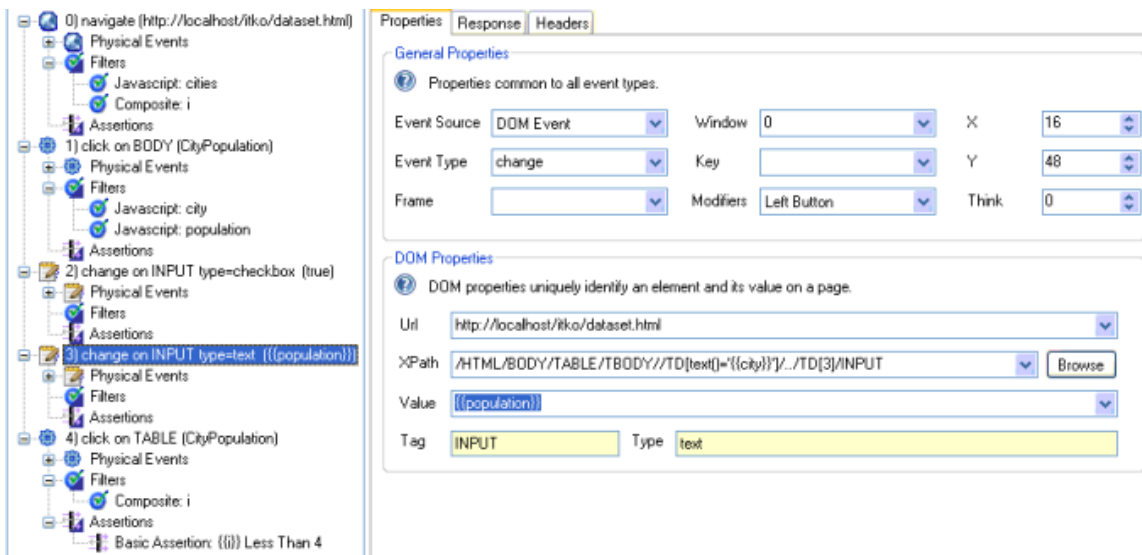 0) navigate (http://localhost/itko/dataset.html)
Physical Events
Filters
Javascript: cities
Composite: i
Assertions
1) click on BODY (CityPopulation)
Physical Events
Filters
Javascript: city
Javascript: population
Assertions
2) change on INPUT type=checkbox (true)
Physical Events
Filters
Assertions
3) change on INPUT type=text ({{population}})
Physical Events
Filters
Assertions
4) click on TABLE (CityPopulation)
Physical Events
Filters
Composite: i
Assertions
Basic Assertion: {{i}} Less Than 4
Properties Response Headers
General Properties
Properties common to all event types.
Event Source DOM Event Window 0 X 16
Event Type change Key Y 48
Frame Modifiers Left Button Think 0
DOM Properties
DOM properties uniquely identify an element and its value on a page.
Url http://localhost/itko/dataset.html
XPath /HTML/BODY/TABLE/TBODY//TD[text()='{{city}}']/../TD[3]/INPUT Browse
Value {{population}}
Tag INPUT Type text